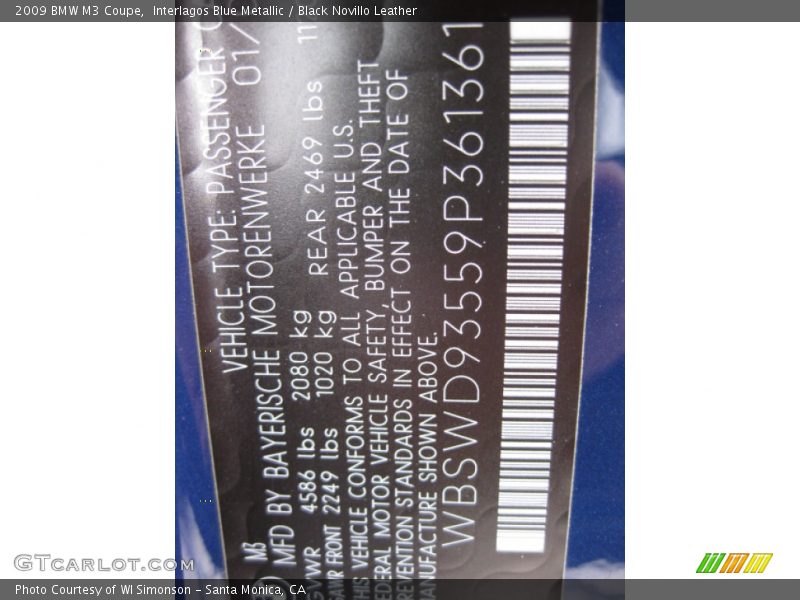 2009 BMW M3 Coupe, Interlagos Blue Metallic / Black Novillo Leather
VEHICLE TYPE: PASSENGER
M3
MFD BY BAYERISCHE MOTORENWERKE 01/
GVWR 4586 lbs 2080 kg
FRONT 2249 lbs 1020 kg REAR 2469 lbs 11
THIS VEHICLE CONFORMS TO ALL APPLICABLE U.S.
FEDERAL MOTOR VEHICLE SAFETY, BUMPER AND THEFT
PREVENTION STANDARDS IN EFFECT ON THE DATE OF
MANUFACTURE SHOWN ABOVE.
WBSWD93559P361361
GTCarLot.com
Photo Courtesy of WI Simonson - Santa Monica, CA